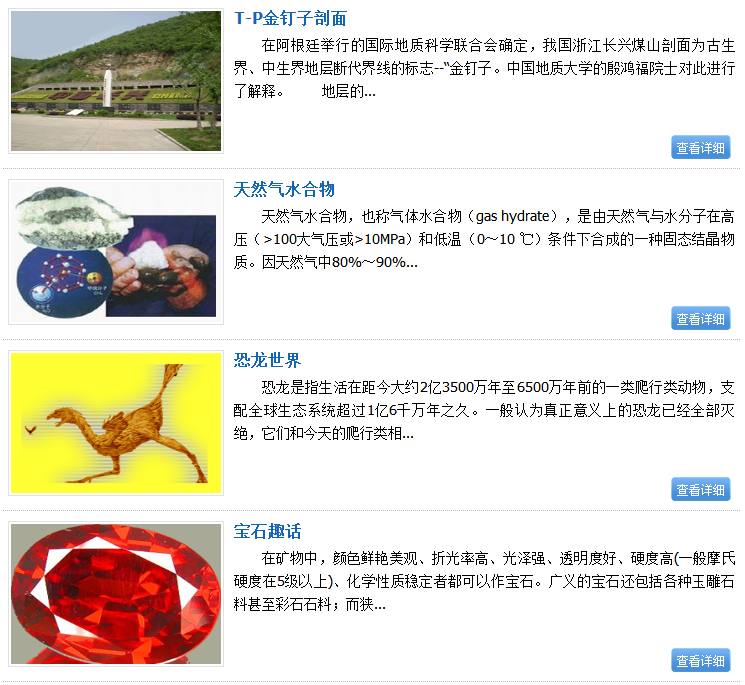 T-P金钉子剖面
在阿根廷举行的国际地质科学联合会确定，我国浙江长兴煤山剖面为古生
界、中生界地层断代界线的标志--“金钉子。中国地质大学的殷鸿福院士对此进行
了解释。 地层的...
查看详细
天然气水合物
天然气水合物，也称气体水合物（gas hydrate），是由天然气与水分子在高
压（ >100大气压或>10MPa）和低温（0～10 ℃）条件下合成的一种固态结晶物
质。因天然气中80%～90%...
水分子
甲烷分子
查看详细
恐龙世界
恐龙是指生活在距今大约2亿3500万年至6500万年前的一类爬行类动物，支
配全球生态系统超过1亿6千万年之久。一般认为真正意义上的恐龙已经全部灭
绝，它们和今天的爬行类相...
查看详细
宝石趣话
在矿物中，颜色鲜艳美观、折光率高、光泽强、透明度好、硬度高(一般摩氏
硬度在5级以上)、化学性质稳定者都可以作宝石。广义的宝石还包括各种玉雕石
料甚至彩石石料；而狭...
查看详细